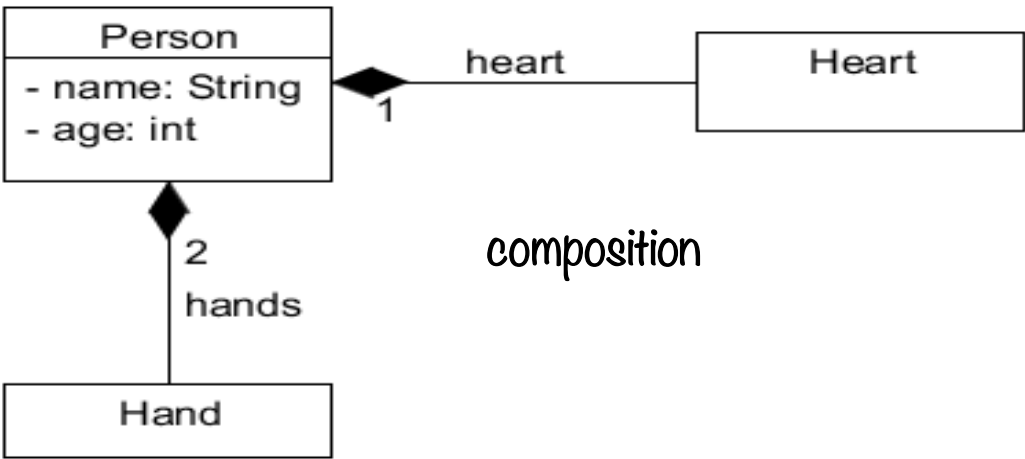 Person
- name: String
- age: int
heart
1
Heart
2
hands
composition
Hand